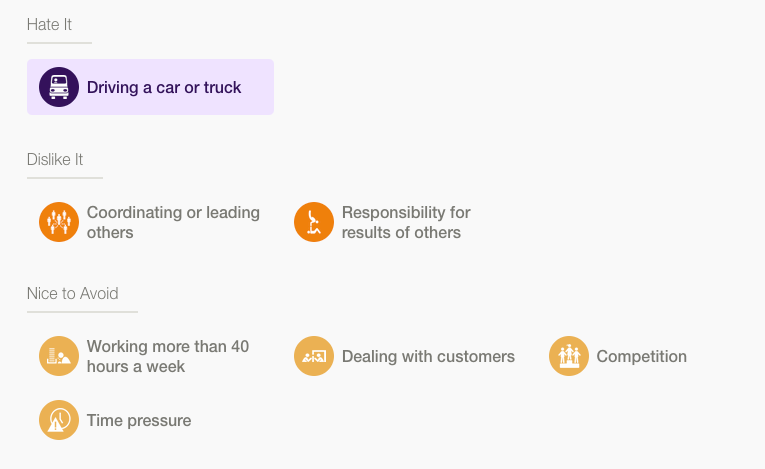 Hate It
Driving a car or truck
Dislike It
Coordinating or leading
others
Responsibility for
results of others
Nice to Avoid
Working more than 40
hours a week
Dealing with customers
Competition
Time pressure